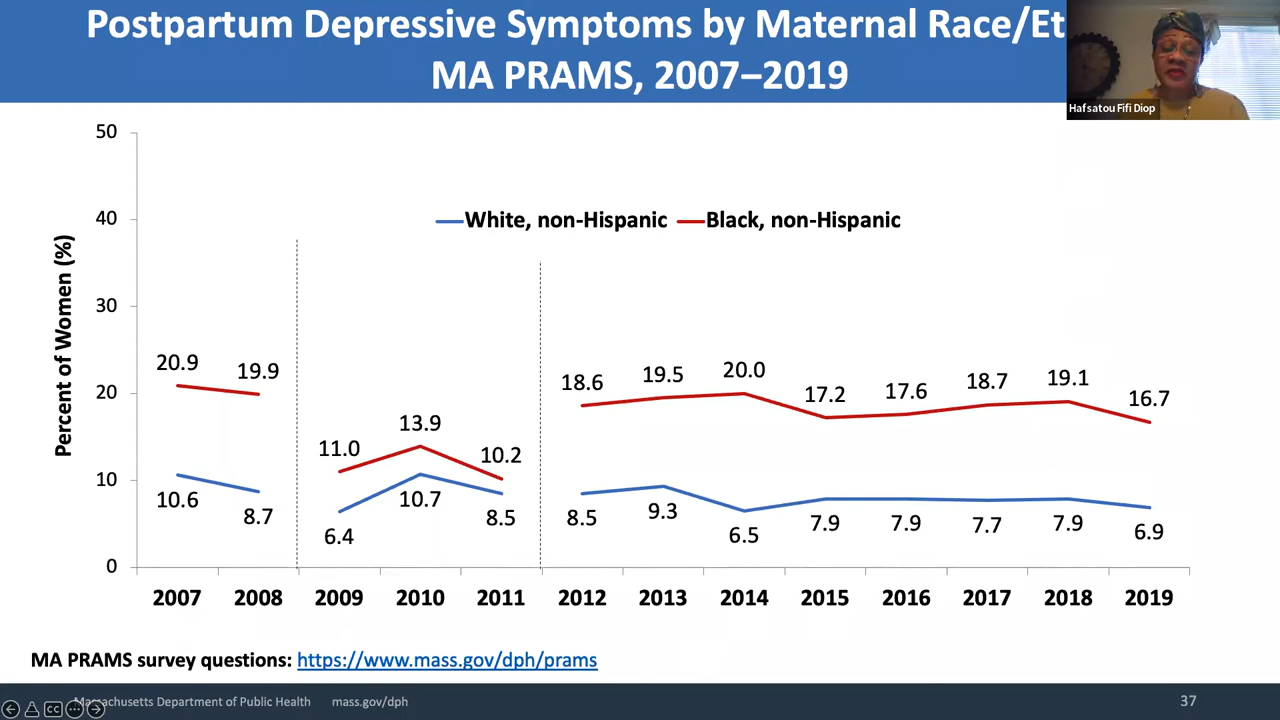 Postpartum Depressive Symptoms by Maternal Race/Et
MA PRAMS, 2007–2019
Hafsatou Fifi Diop
50
40
30
20
10
0
Percent of Women (%)
White, non-Hispanic Black, non-Hispanic
20.9 19.9 11.0 13.9 10.2 18.6 19.5 20.0 17.2 17.6 18.7 19.1 16.7
10.6 8.7 6.4 10.7 8.5 8.5 9.3 6.5 7.9 7.9 7.7 7.9 6.9
2007 2008 2009 2010 2011 2012 2013 2014 2015 2016 2017 2018 2019
MA PRAMS survey questions: https://www.mass.gov/dph/prams
Massachusetts Department of Public Health mass.gov/dph 37
CC